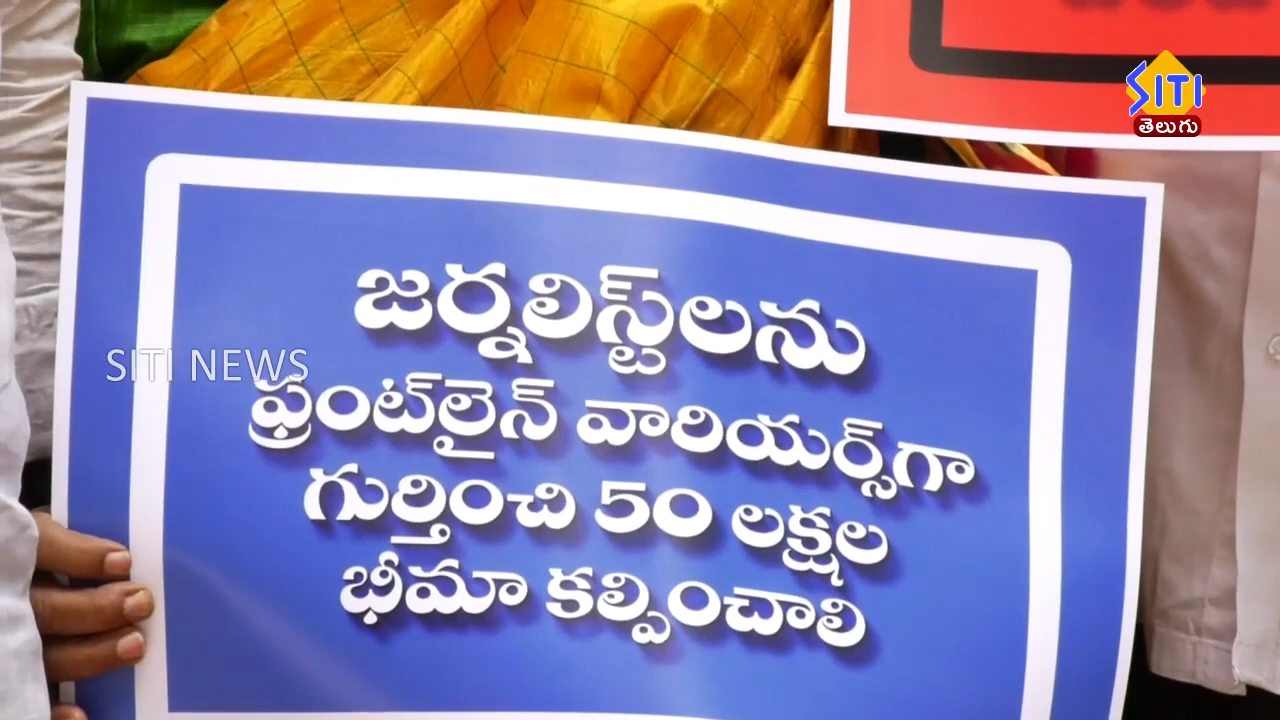 SITI
తెలుగు
జర్నలిస్ట్‌లను
SITI NEWS
ఫ్రంట్‌లైన్ వారియర్స్‌గా
గుర్తించి 50 లక్షల
భీమా కల్పించాలి